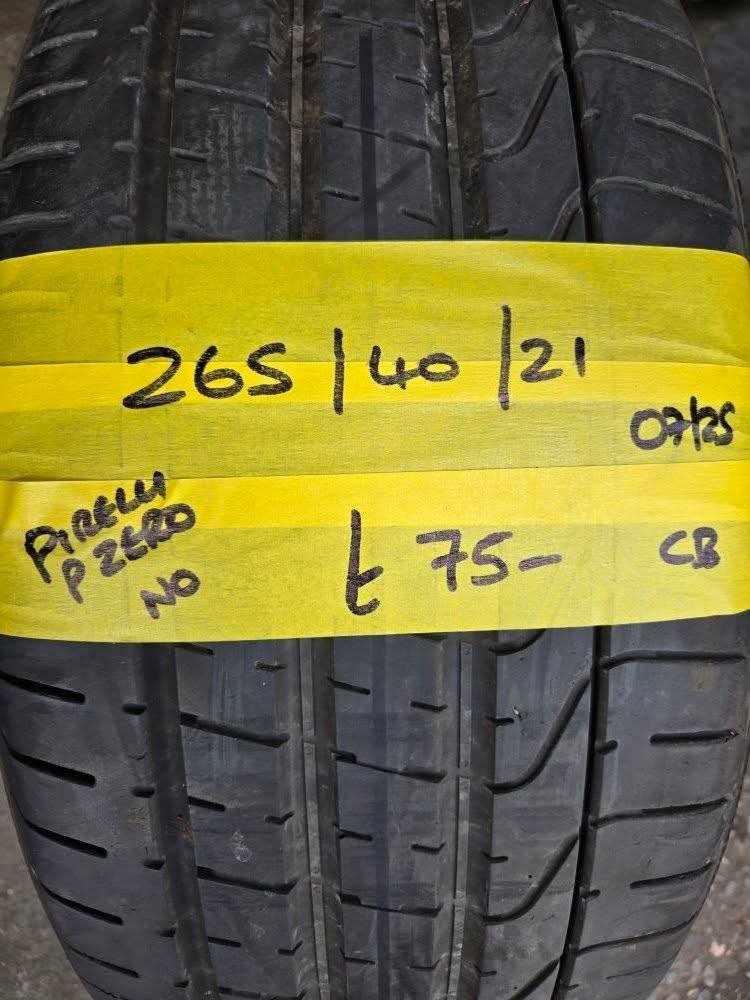 265/40/21
07/25
PIRELLI
P ZERO
NO
£ 75-
CB